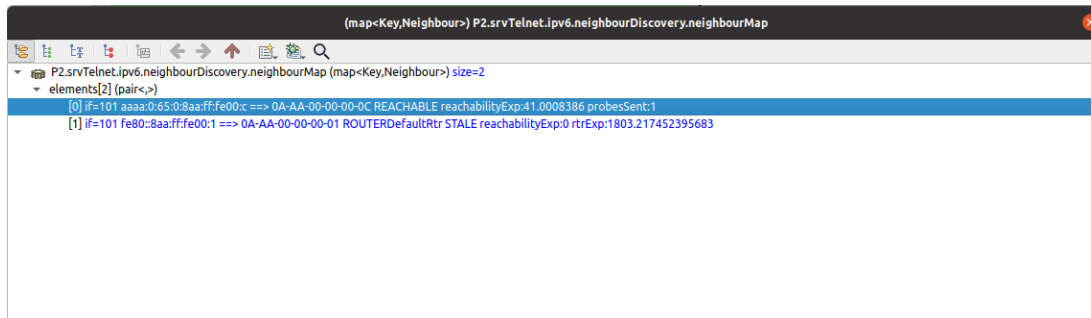 (map<Key,Neighbour>) P2.srvTelnet.ipv6.neighbourDiscovery.neighbourMap
P2.srvTelnet.ipv6.neighbourDiscovery.neighbourMap (map<Key,Neighbour>) size=2
elements[2] (pair<,>)
[0] if=101 aaaa:0:65:0:8aa:ff:fe00:c ==> 0A-AA-00-00-00-0C REACHABLE reachabilityExp:41.0008386 probesSent:1
[1] if=101 fe80::8aa:ff:fe00:1 ==> 0A-AA-00-00-00-01 ROUTERDefaultRtr STALE reachabilityExp:0 rtrExp:1803.217452395683